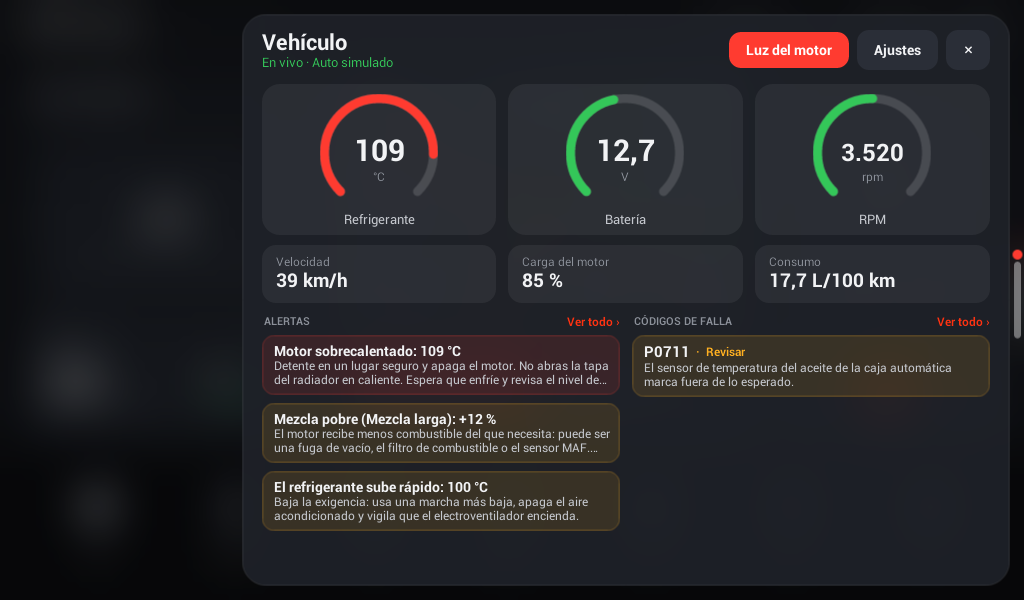 Vehículo
En vivo · Auto simulado
Luz del motor
Ajustes
×
109
°C
Refrigerante
12,7
V
Batería
3.520
rpm
RPM
Velocidad
39 km/h
Carga del motor
85 %
Consumo
17,7 L/100 km
ALERTAS
Ver todo ›
Motor sobrecalentado: 109 °C
Detente en un lugar seguro y apaga el motor. No abras la tapa
del radiador en caliente. Espera que enfríe y revisa el nivel de…
Mezcla pobre (Mezcla larga): +12 %
El motor recibe menos combustible del que necesita: puede ser
una fuga de vacío, el filtro de combustible o el sensor MAF.…
El refrigerante sube rápido: 100 °C
Baja la exigencia: usa una marcha más baja, apaga el aire
acondicionado y vigila que el electroventilador encienda.
CÓDIGOS DE FALLA
Ver todo ›
P0711 · Revisar
El sensor de temperatura del aceite de la caja automática
marca fuera de lo esperado.